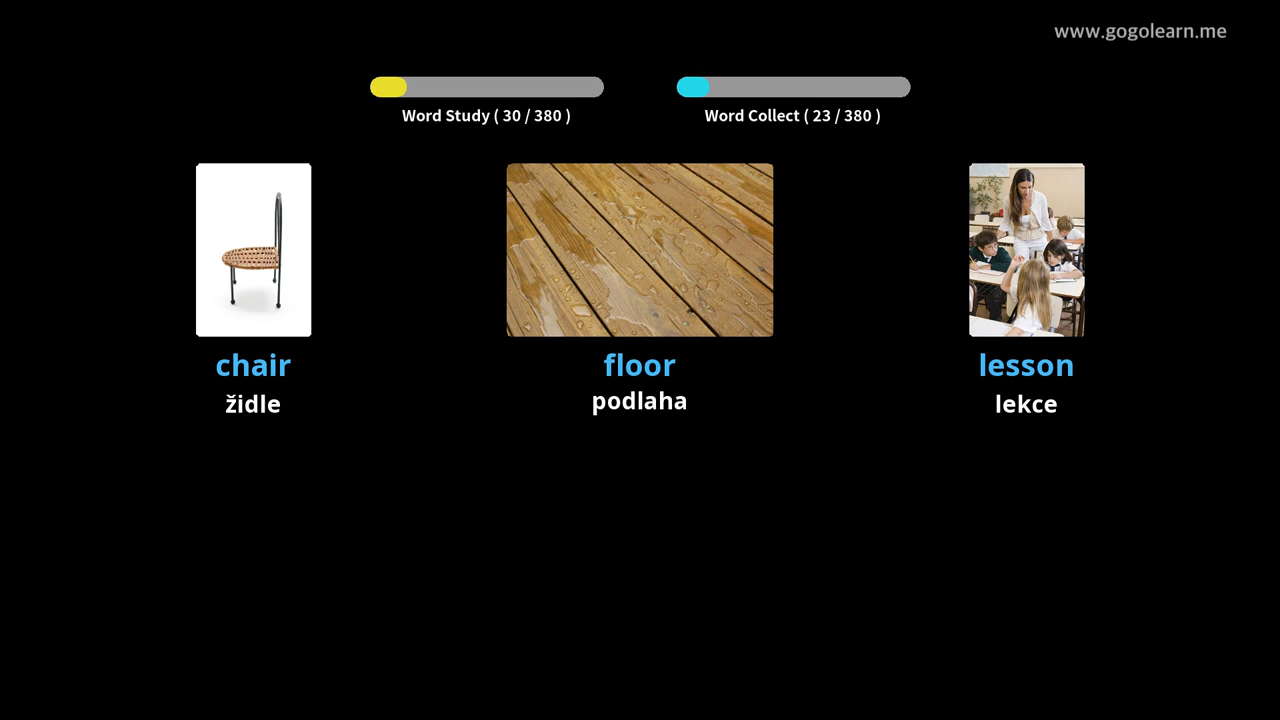 www.gogolearn.me
Word Study ( 30 / 380 )
Word Collect ( 23 / 380 )
chair
židle
floor
podlaha
lesson
lekce